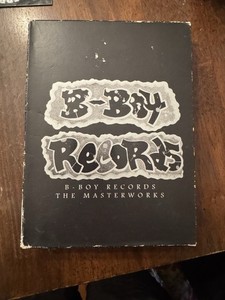 B-Boy
Records
B-BOY RECORDS
THE MASTERWORKS